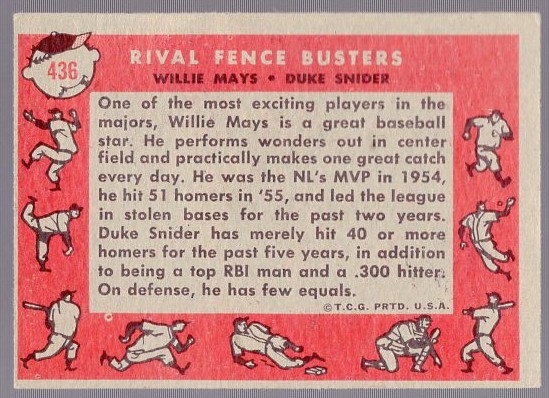 436
RIVAL FENCE BUSTERS
WILLIE MAYS • DUKE SNIDER
One of the most exciting players in the
majors, Willie Mays is a great baseball
star. He performs wonders out in center
field and practically makes one great catch
every day. He was the NL's MVP in 1954,
he hit 51 homers in '55, and led the league
in stolen bases for the past two years.
Duke Snider has merely hit 40 or more
homers for the past five years, in addition
to being a top RBI man and a .300 hitter.
On defense, he has few equals.
© T.C.G. PRTD. U.S.A.